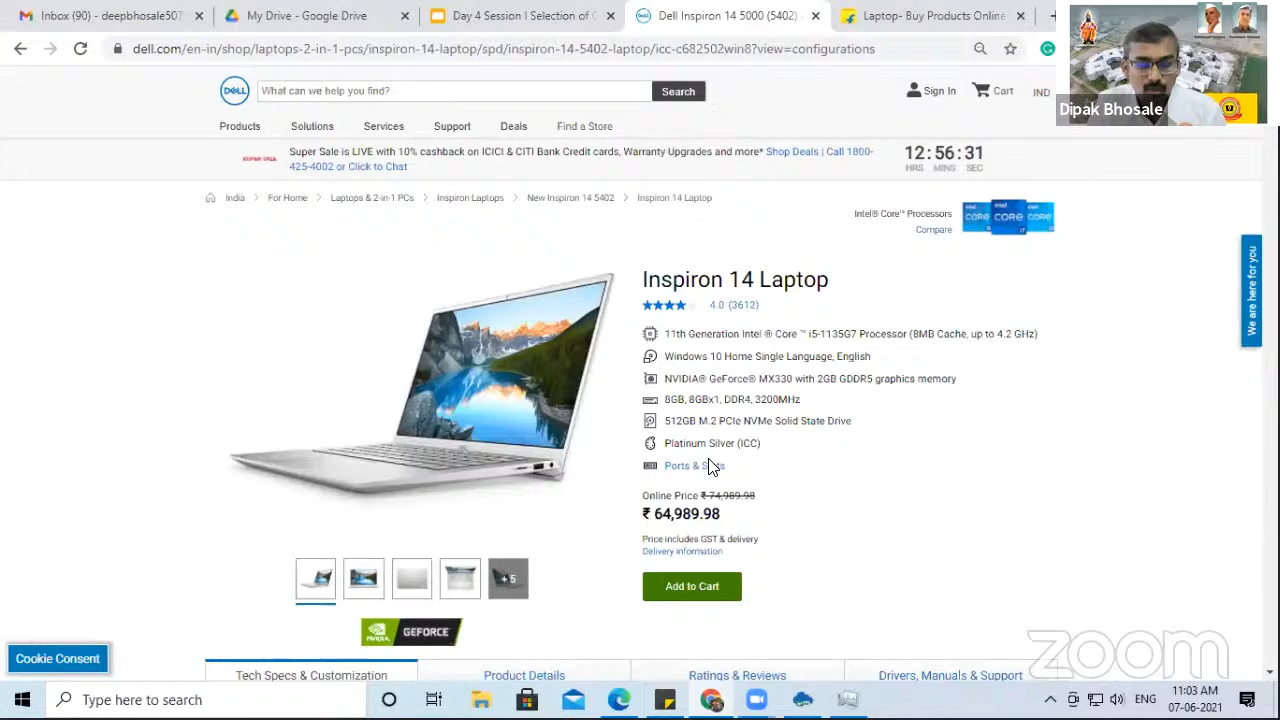 Inbox (90) - deepbhosale507
My Drive - Google Drive
Day 4 session of C
Dell Inspiron 14 5000 (5402)
Laptop- Buy Products Online
dell.com/en-in/shop/laptops-2-in-1-pcs/inspiron-14-laptop/spd/inspiron-14-5402-laptop/icc-c682502win8?view=configurations
Dipak Bhosale
DELL
What can we help you find?
Search
Sign In
Cart
IND
Products
Solutions
Services
Support
Deals
Find a Store
SUPER SALE
Super Sale is LIVE with 10% cashback on ICICI & CITI Bank Credit cards, Warranty Upgrades and more* Shop Deals | Call 1800-
425-4002 or Click to Chat
12:56:31
HRS MINS SEC
India
For Home
Laptops & 2-in-1 PCs
Inspiron Laptops
New Inspiron 14 5402
Inspiron 14 Laptop
Intel® Core™ Processors
Compare
intel
CORE
CORE
CORE
We are here for you
Inspiron 14 Laptop
4.0 (3612)
11th Generation Intel ® Core ™ i5-1135G7 Processor (8MB Cache, up to 4.2 GHz)
Windows 10 Home Single Language, English
NVIDIA® GeForce® MX330 with 2GB GDDR5 graphics memory
8GB, 8GBx1, DDR4, 3200MHz
512GB M.2 PCIe NVMe Solid State Drive
Platinum Silver (ICC)
Ports &
Online Price ₹ 74,989.98
₹ 64,989.98
Price includes GST & delivery
Delivery information
+5
Add to Cart
NVIDIA GEFORCE
Cookie Consent
Tech Specs & Customization
Product Details
Ratings & Reviews
Drivers, Manuals & Support
zoom
Type here to search
ENG
11:03 AM
07-06-2021